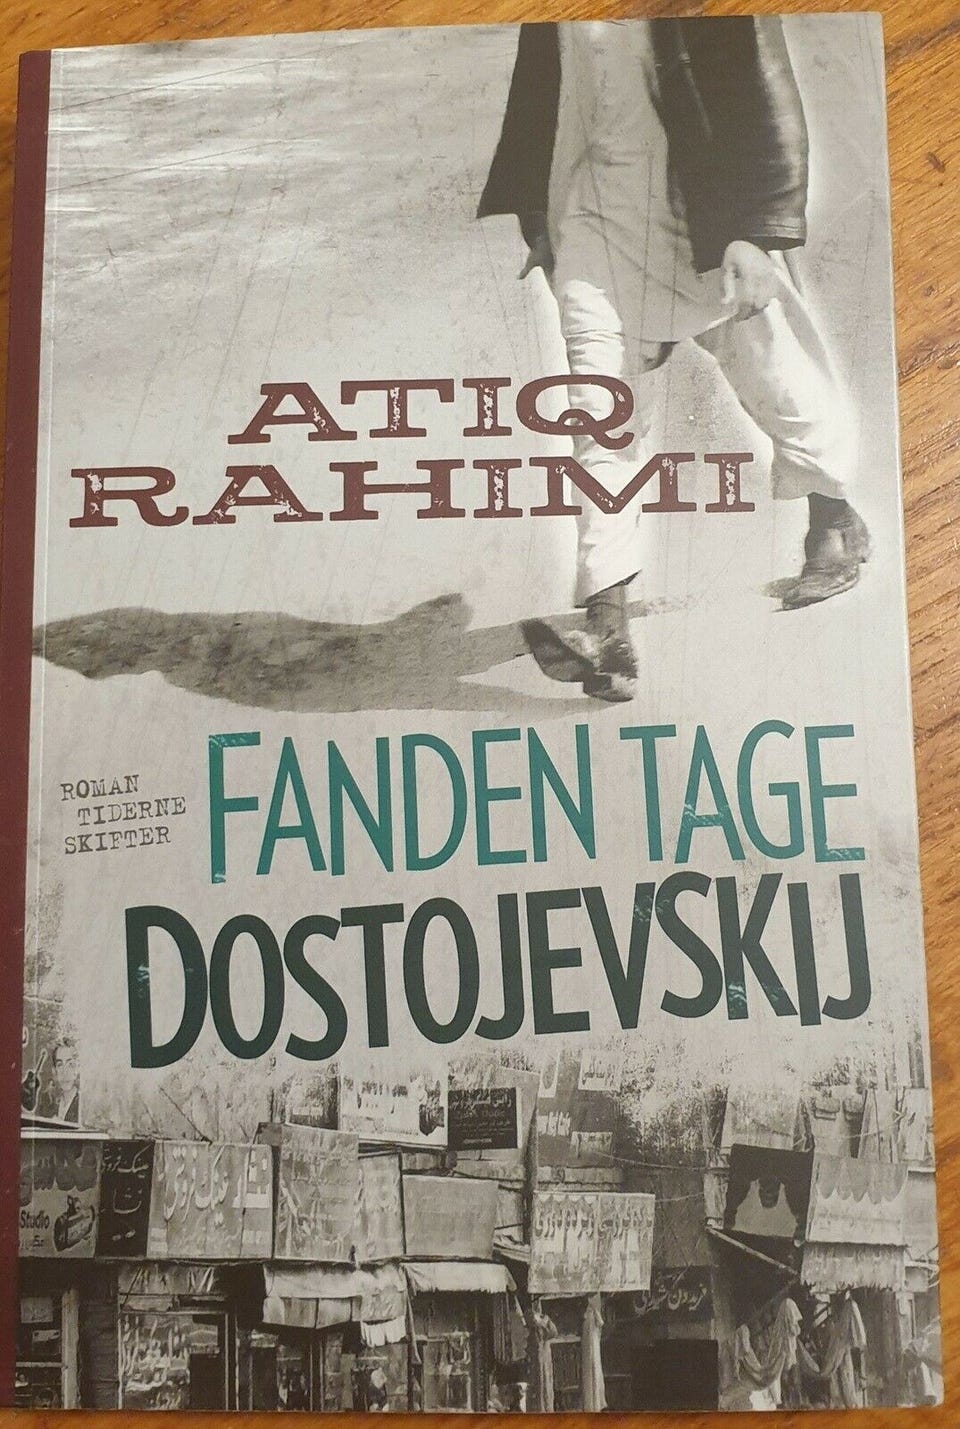 ATIQ
RAHIMI
FANDEN TAGE
DOSTOJEVSKIJ
ROMAN
TIDERNE
SKIFTER
Studio